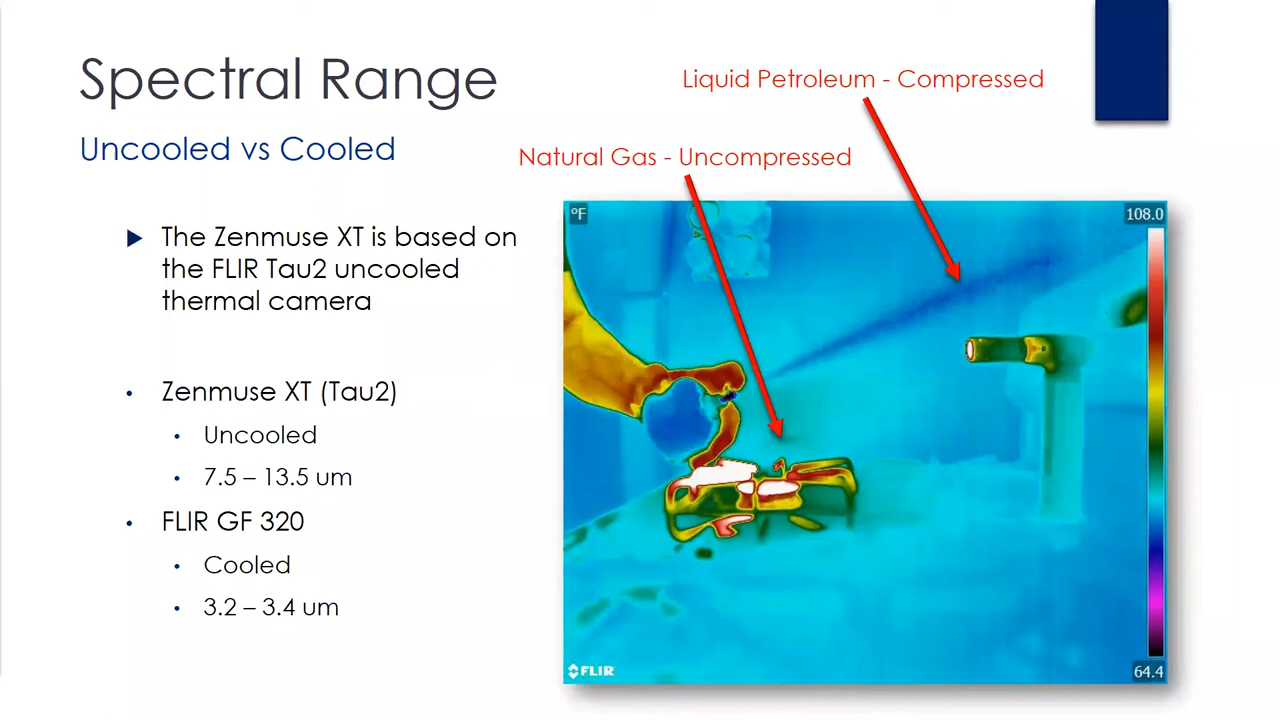 Spectral Range
Uncooled vs Cooled
Liquid Petroleum - Compressed
Natural Gas - Uncompressed
The Zenmuse XT is based on
the FLIR Tau2 uncooled
thermal camera
Zenmuse XT (Tau2)
Uncooled
7.5 – 13.5 um
FLIR GF 320
Cooled
3.2 – 3.4 um
°F
108.0
64.4
FLIR